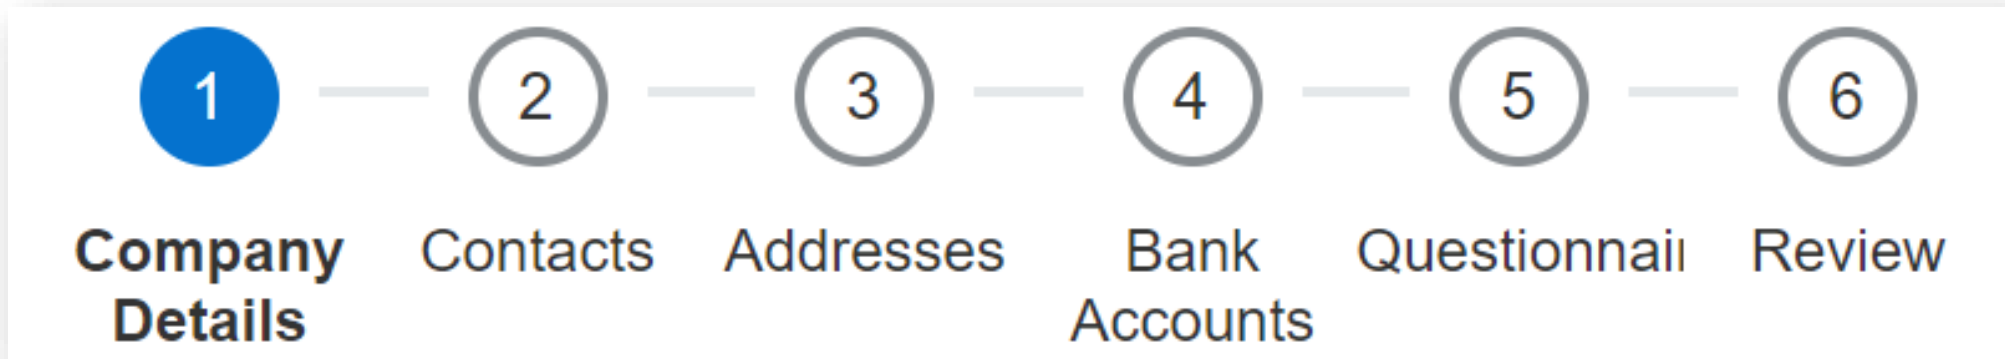 1 2 3 4 5 6
Company Details
Contacts
Addresses
Bank Accounts
Questionnai
Review